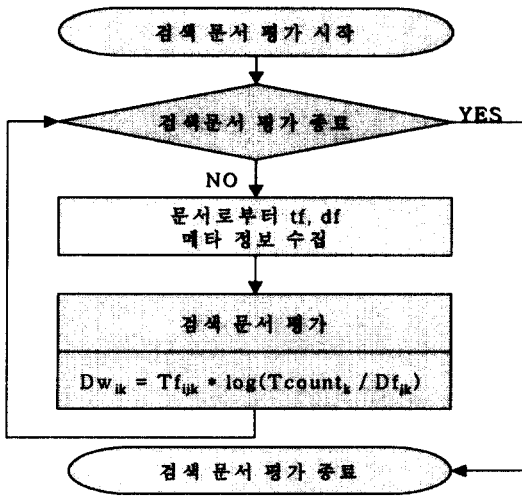 검색 문서 평가 시작
검색문서 평가 종료
YES
NO
문서로부터 tf, df
메타 정보 수집
검색 문서 평가
Dw_ik = Tf_ijk * log(Tcount_k / Df_jk)
검색 문서 평가 종료